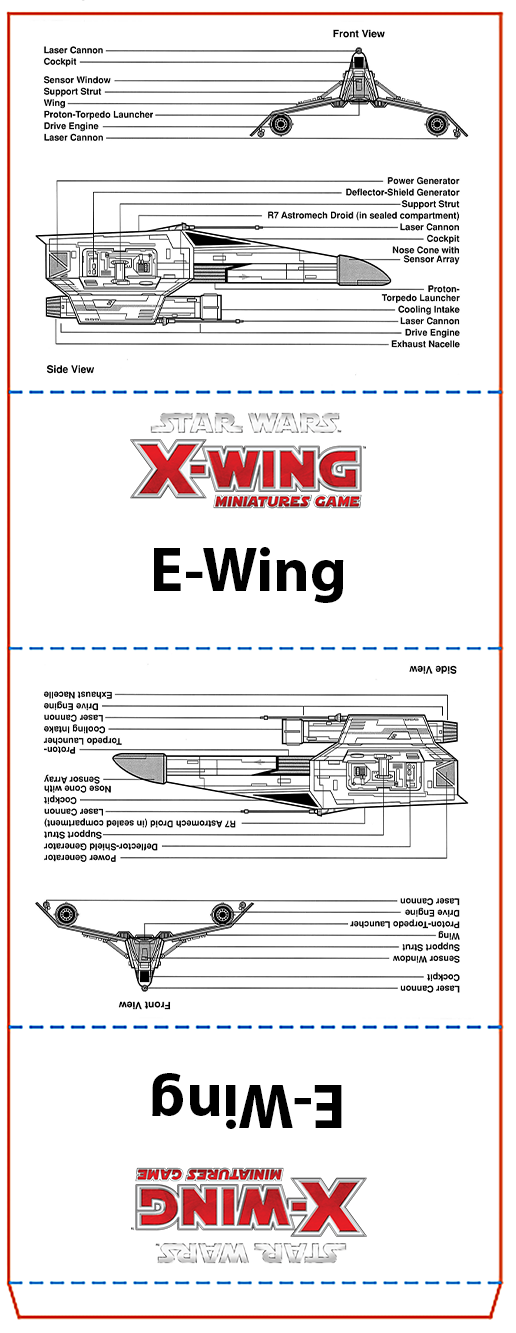 Front View
Laser Cannon
Cockpit
Sensor Window
Support Strut
Wing
Proton-Torpedo Launcher
Drive Engine
Laser Cannon
Power Generator
Deflector-Shield Generator
Support Strut
R7 Astromech Droid (in sealed compartment)
Laser Cannon
Cockpit
Nose Cone with
Sensor Array
Proton-
Torpedo Launcher
Cooling Intake
Laser Cannon
Drive Engine
Exhaust Nacelle
Side View
STAR WARS
X-WING
MINIATURES GAME
E-Wing
Side View
Exhaust Nacelle
Drive Engine
Laser Cannon
Cooling Intake
Proton-
Torpedo Launcher
Nose Cone with
Sensor Array
Cockpit
Laser Cannon
R7 Astromech Droid (in sealed compartment)
Support Strut
Deflector-Shield Generator
Power Generator
Laser Cannon
Drive Engine
Proton-Torpedo Launcher
Wing
Support Strut
Sensor Window
Cockpit
Laser Cannon
Front View
E-Wing
MINIATURES GAME
X-WING
STAR WARS